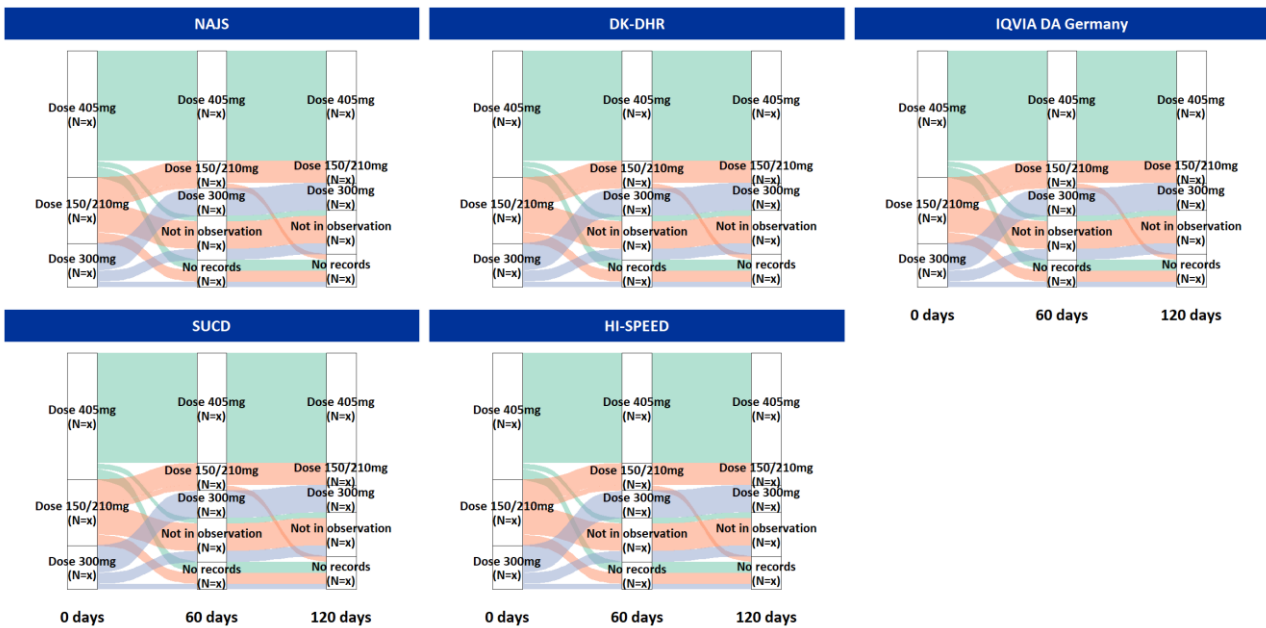 NAJS
Dose 405mg
(N=x)
Dose 150/210mg
(N=x)
Dose 300mg
(N=x)
Dose 405mg
(N=x)
Dose 150/210mg
(N=x)
Dose 300mg
(N=x)
Not in observation
(N=x)
No records
(N=x)
Dose 405mg
(N=x)
Dose 150/210mg
(N=x)
Dose 300mg
(N=x)
Not in observation
(N=x)
No records
(N=x)
DK-DHR
Dose 405mg
(N=x)
Dose 150/210mg
(N=x)
Dose 300mg
(N=x)
Dose 405mg
(N=x)
Dose 150/210mg
(N=x)
Dose 300mg
(N=x)
Not in observation
(N=x)
No records
(N=x)
Dose 405mg
(N=x)
Dose 150/210mg
(N=x)
Dose 300mg
(N=x)
Not in observation
(N=x)
No records
(N=x)
IQVIA DA Germany
Dose 405mg
(N=x)
Dose 150/210mg
(N=x)
Dose 300mg
(N=x)
Dose 405mg
(N=x)
Dose 150/210mg
(N=x)
Dose 300mg
(N=x)
Not in observation
(N=x)
No records
(N=x)
Dose 405mg
(N=x)
Dose 150/210mg
(N=x)
Dose 300mg
(N=x)
Not in observation
(N=x)
No records
(N=x)
0 days
60 days
120 days
SUCD
Dose 405mg
(N=x)
Dose 150/210mg
(N=x)
Dose 300mg
(N=x)
Dose 405mg
(N=x)
Dose 150/210mg
(N=x)
Dose 300mg
(N=x)
Not in observation
(N=x)
No records
(N=x)
Dose 405mg
(N=x)
Dose 150/210mg
(N=x)
Dose 300mg
(N=x)
Not in observation
(N=x)
No records
(N=x)
0 days
60 days
120 days
HI-SPEED
Dose 405mg
(N=x)
Dose 150/210mg
(N=x)
Dose 300mg
(N=x)
Dose 405mg
(N=x)
Dose 150/210mg
(N=x)
Dose 300mg
(N=x)
Not in observation
(N=x)
No records
(N=x)
Dose 405mg
(N=x)
Dose 150/210mg
(N=x)
Dose 300mg
(N=x)
Not in observation
(N=x)
No records
(N=x)
0 days
60 days
120 days